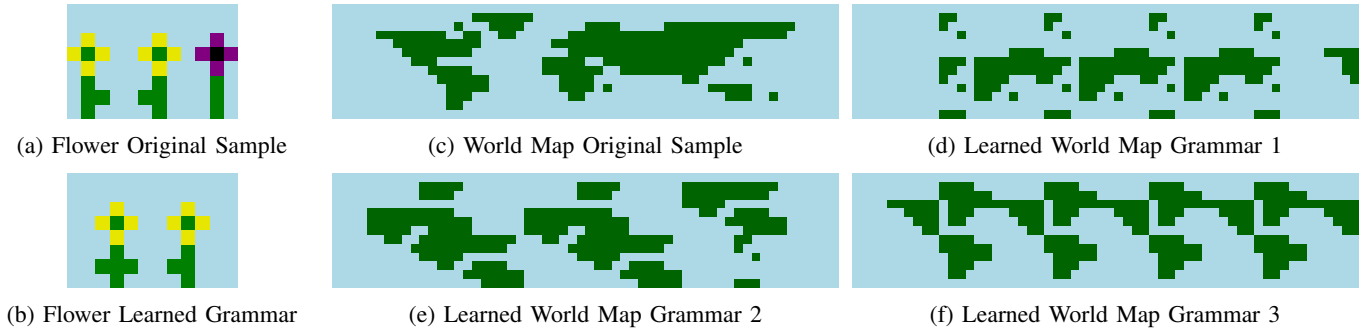 (a) Flower Original Sample
(c) World Map Original Sample
(d) Learned World Map Grammar 1
(b) Flower Learned Grammar
(e) Learned World Map Grammar 2
(f) Learned World Map Grammar 3